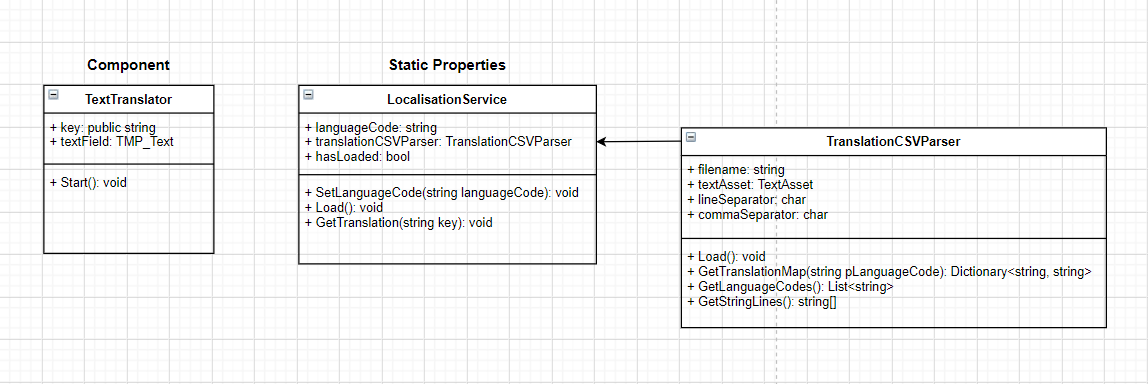 Component
TextTranslator
+ key: public string
+ textField: TMP_Text
+ Start(): void
Static Properties
LocalisationService
+ languageCode: string
+ translationCSVParser: TranslationCSVParser
+ hasLoaded: bool
+ SetLanguageCode(string languageCode): void
+ Load(): void
+ GetTranslation(string key): void
TranslationCSVParser
+ filename: string
+ textAsset: TextAsset
+ lineSeparator: char
+ commaSeparator: char
+ Load(): void
+ GetTranslationMap(string pLanguageCode): Dictionary<string, string>
+ GetLanguageCodes(): List<string>
+ GetStringLines(): string[]